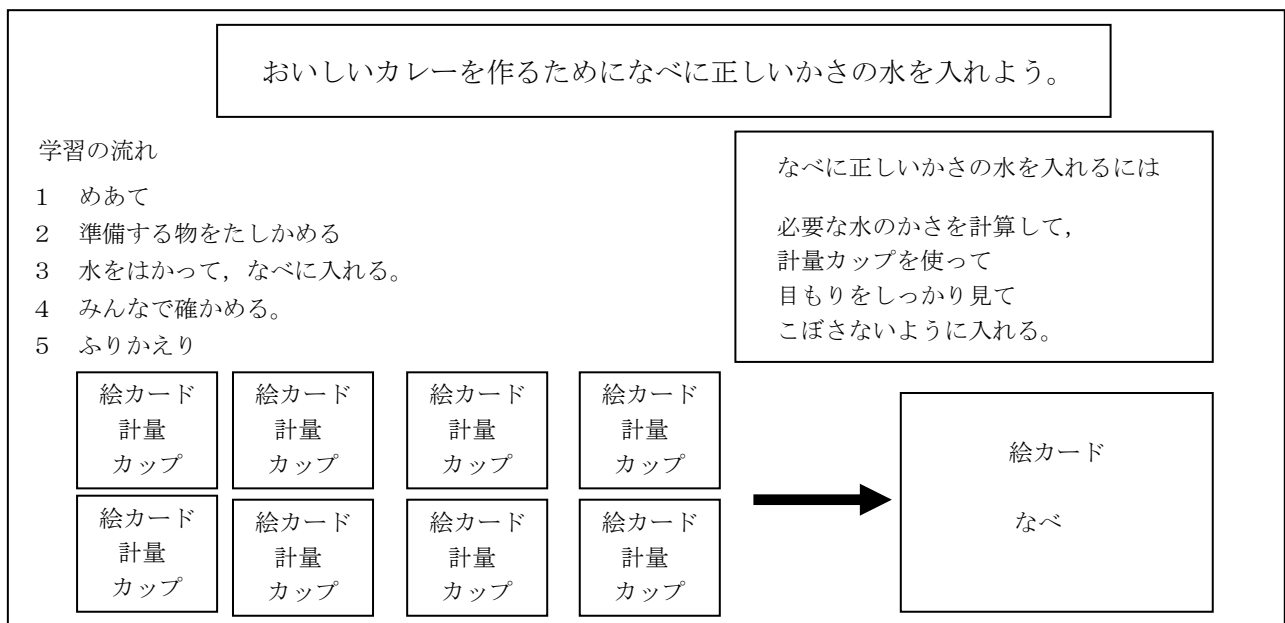 おいしいカレーを作るためになべに正しいかさの水を入れよう。
学習の流れ
1 めあて
2 準備する物をたしかめる
3 水をはかって，なべに入れる。
4 みんなで確かめる。
5 ふりかえり
なべに正しいかさの水を入れるには
必要な水のかさを計算して，
計量カップを使って
目もりをしっかり見て
こぼさないように入れる。
絵カード
計量
カップ
絵カード
計量
カップ
絵カード
計量
カップ
絵カード
計量
カップ
絵カード
計量
カップ
絵カード
計量
カップ
絵カード
計量
カップ
絵カード
計量
カップ
絵カード
なべ